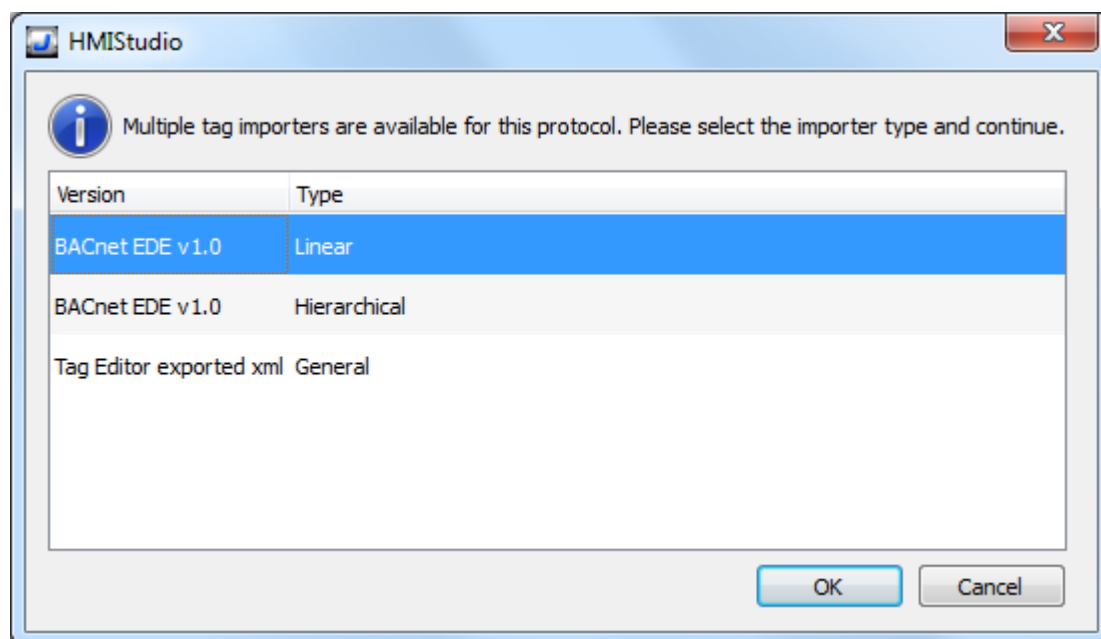 HMIStudio
Multiple tag importers are available for this protocol. Please select the importer type and continue.
Version Type
BACnet EDE v1.0 Linear
BACnet EDE v1.0 Hierarchical
Tag Editor exported xml General
OK Cancel